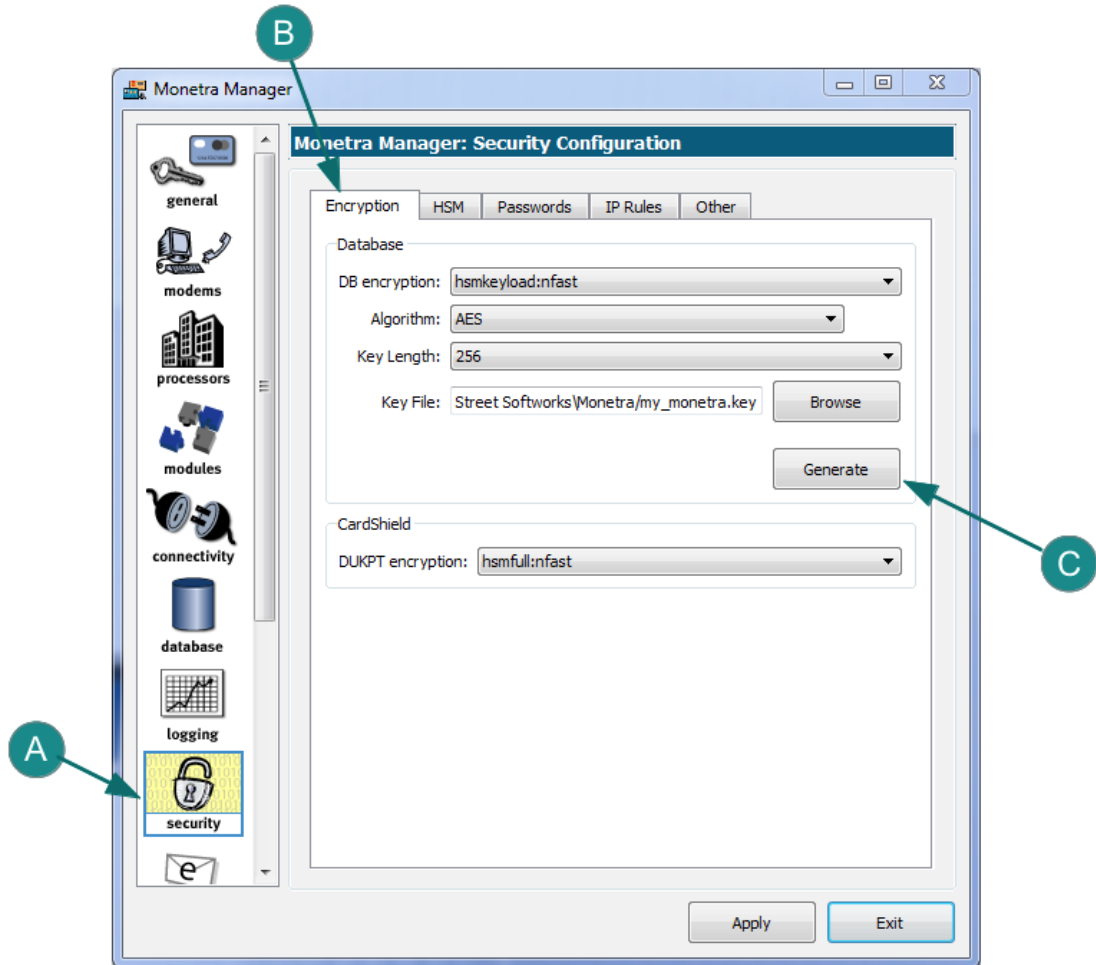 B
Monetra Manager
Monetra Manager: Security Configuration
general
modems
processors
modules
connectivity
database
logging
A
security
e
Encryption HSM Passwords IP Rules Other
Database
DB encryption: hsmkeyload:nfast
Algorithm: AES
Key Length: 256
Key File: Street Softworks\Monetra/my_monetra.key Browse
Generate
C
CardShield
DUKPT encryption: hsmfull:nfast
Apply Exit